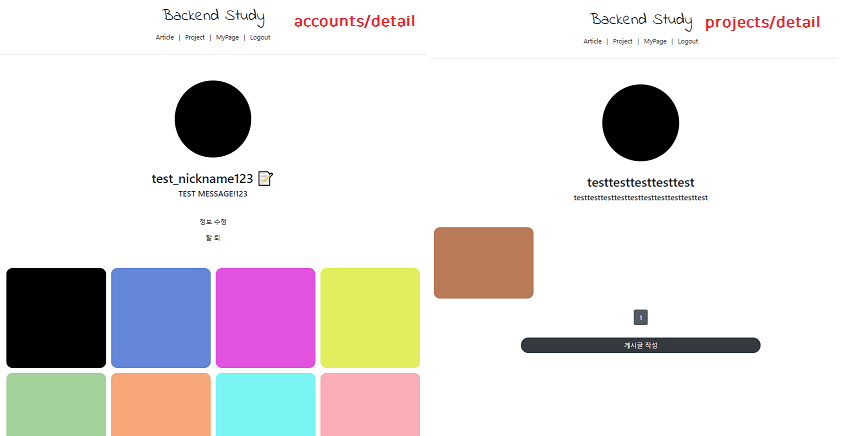 Backend Study
accounts/detail
Article | Project | MyPage | Logout
test_nickname123
TEST MESSAGE!123
정보 수정
탈 퇴
Backend Study
projects/detail
Article | Project | MyPage | Logout
testtesttesttesttest
testtesttesttesttesttesttesttesttesttest
1
게시글 작성